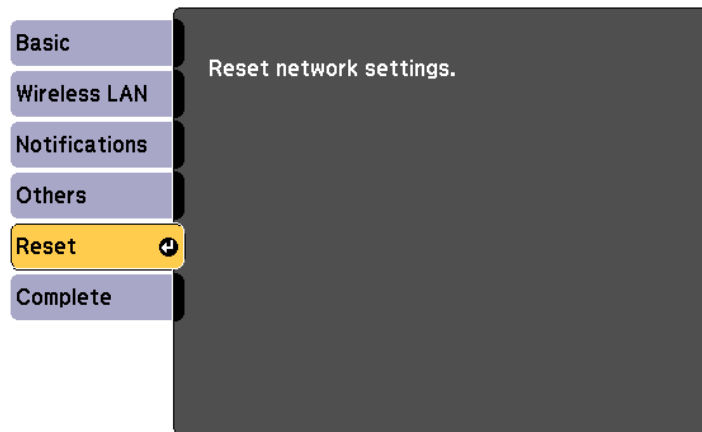 Basic
Wireless LAN
Notifications
Others
Reset
Complete
Reset network settings.